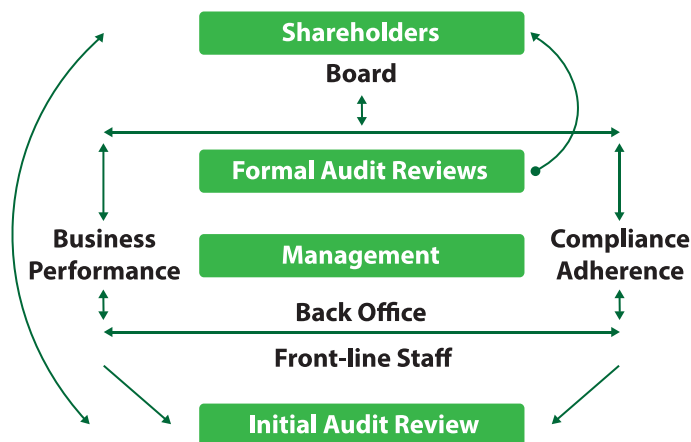 Shareholders
Board
Formal Audit Reviews
Business
Performance
Management
Compliance
Adherence
Back Office
Front-line Staff
Initial Audit Review